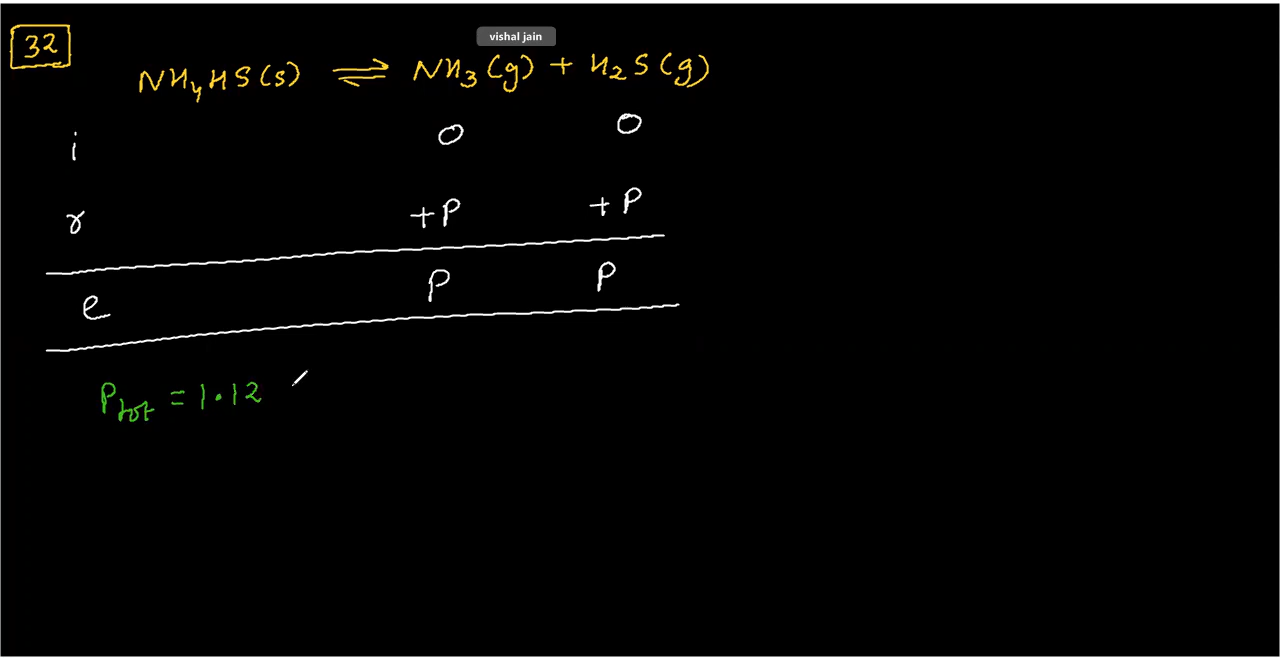 vishal jain
32
NH4HS(s) ⇌ NH3(g) + H2S(g)
i 0 0
r +P +P
e P P
Ptot = 1.12